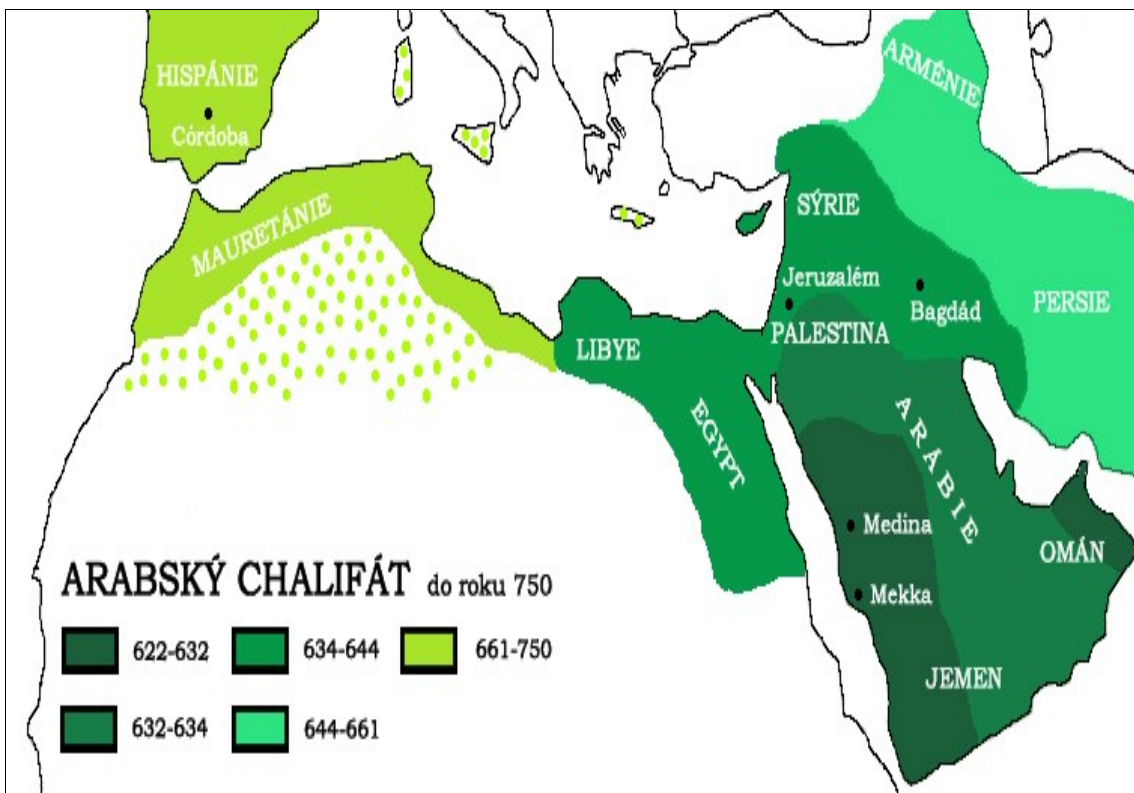 HISPÁNIE
Córdoba
MAURETÁNIE
ARMÉNIE
SÝRIE
Jeruzalém
Bagdád
PERSIE
PALESTINA
LIBYE
EGYPT
ARÁBIE
Medina
OMÁN
Mekka
JEMEN
ARABSKÝ CHALIFÁT do roku 750
622-632 634-644 661-750
632-634 644-661